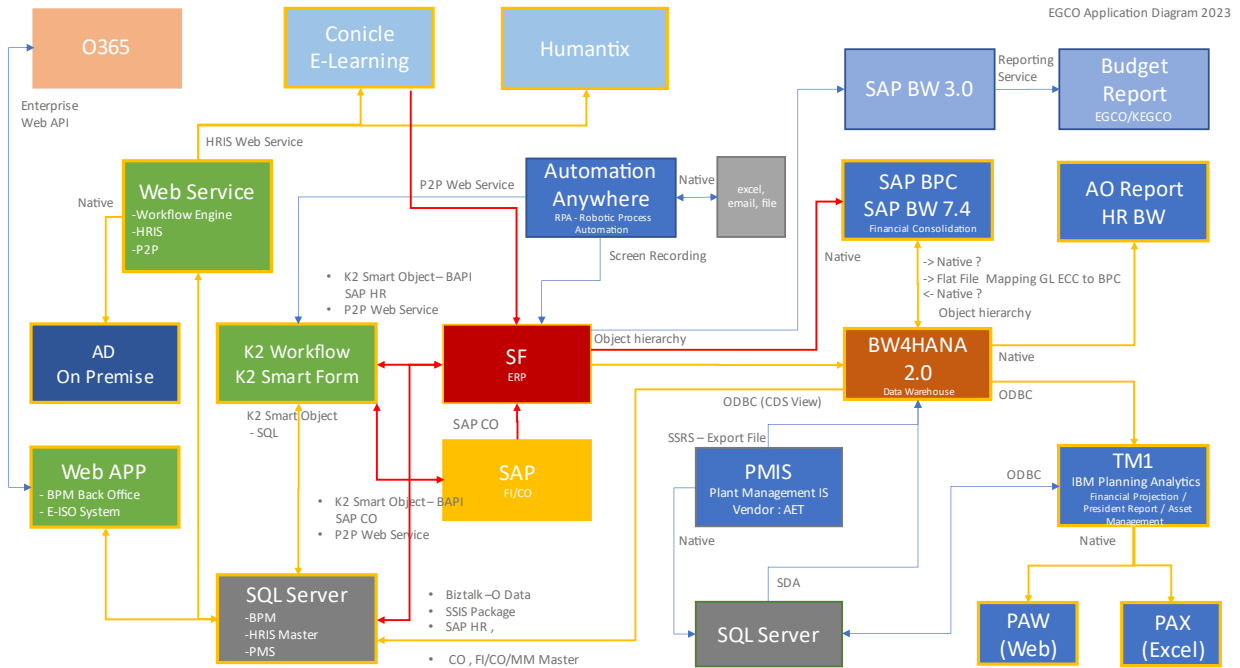 EGCO Application Diagram 2023
O365
Conicle
E-Learning
Humantix
SAP BW 3.0
Reporting
Service
Budget
Report
EGCO/KEGCO
Enterprise
Web API
HRIS Web Service
Web Service
-Workflow Engine
-HRIS
-P2P
Native
P2P Web Service
Automation
Anywhere
RPA - Robotic Process
Automation
Native
excel,
email, file
SAP BPC
SAP BW 7.4
Financial Consolidation
AO Report
HR BW
Screen Recording
Native
-> Native ?
-> Flat File Mapping GL ECC to BPC
<- Native ?
Object hierarchy
• K2 Smart Object– BAPI
SAP HR
• P2P Web Service
AD
On Premise
K2 Workflow
K2 Smart Form
SF
ERP
Object hierarchy
BW4HANA
2.0
Data Warehouse
Native
ODBC
K2 Smart Object
- SQL
SAP CO
ODBC (CDS View)
SSRS – Export File
Web APP
- BPM Back Office
- E-ISO System
SAP
FI/CO
PMIS
Plant Management IS
Vendor : AET
ODBC
TM1
IBM Planning Analytics
Financial Projection /
President Report / Asset
Management
• K2 Smart Object– BAPI
SAP CO
• P2P Web Service
Native
Native
SQL Server
-BPM
-HRIS Master
-PMS
• Biztalk –O Data
• SSIS Package
• SAP HR ,
• CO , FI/CO/MM Master
SDA
SQL Server
PAW
(Web)
PAX
(Excel)